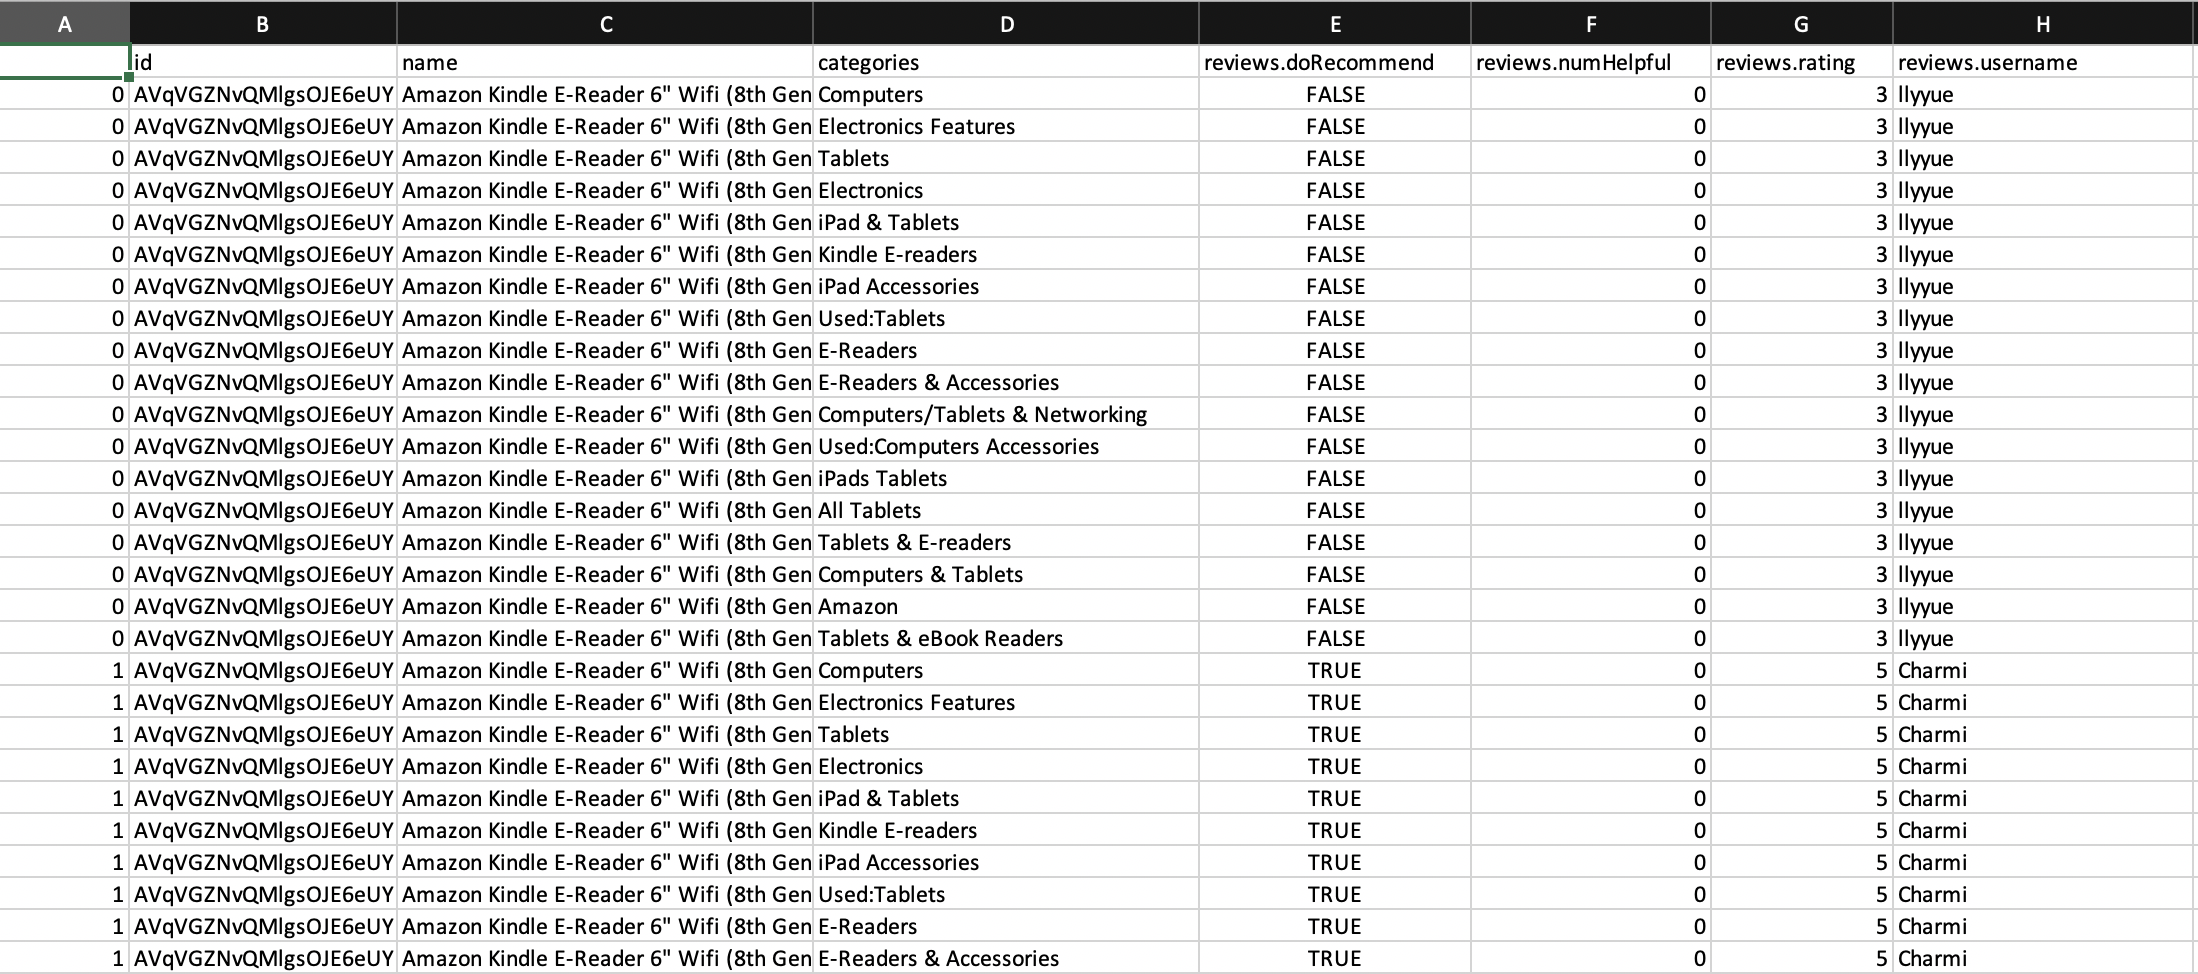 A B C D E F G H
id name categories reviews.doRecommend reviews.numHelpful reviews.rating reviews.username
0 AVqVGZNvQMlgsOJE6eUY Amazon Kindle E-Reader 6" Wifi (8th Gen Computers FALSE 0 3 llyyue
0 AVqVGZNvQMlgsOJE6eUY Amazon Kindle E-Reader 6" Wifi (8th Gen Electronics Features FALSE 0 3 llyyue
0 AVqVGZNvQMlgsOJE6eUY Amazon Kindle E-Reader 6" Wifi (8th Gen Tablets FALSE 0 3 llyyue
0 AVqVGZNvQMlgsOJE6eUY Amazon Kindle E-Reader 6" Wifi (8th Gen Electronics FALSE 0 3 llyyue
0 AVqVGZNvQMlgsOJE6eUY Amazon Kindle E-Reader 6" Wifi (8th Gen iPad & Tablets FALSE 0 3 llyyue
0 AVqVGZNvQMlgsOJE6eUY Amazon Kindle E-Reader 6" Wifi (8th Gen Kindle E-readers FALSE 0 3 llyyue
0 AVqVGZNvQMlgsOJE6eUY Amazon Kindle E-Reader 6" Wifi (8th Gen iPad Accessories FALSE 0 3 llyyue
0 AVqVGZNvQMlgsOJE6eUY Amazon Kindle E-Reader 6" Wifi (8th Gen Used:Tablets FALSE 0 3 llyyue
0 AVqVGZNvQMlgsOJE6eUY Amazon Kindle E-Reader 6" Wifi (8th Gen E-Readers FALSE 0 3 llyyue
0 AVqVGZNvQMlgsOJE6eUY Amazon Kindle E-Reader 6" Wifi (8th Gen E-Readers & Accessories FALSE 0 3 llyyue
0 AVqVGZNvQMlgsOJE6eUY Amazon Kindle E-Reader 6" Wifi (8th Gen Computers/Tablets & Networking FALSE 0 3 llyyue
0 AVqVGZNvQMlgsOJE6eUY Amazon Kindle E-Reader 6" Wifi (8th Gen Used:Computers Accessories FALSE 0 3 llyyue
0 AVqVGZNvQMlgsOJE6eUY Amazon Kindle E-Reader 6" Wifi (8th Gen iPads Tablets FALSE 0 3 llyyue
0 AVqVGZNvQMlgsOJE6eUY Amazon Kindle E-Reader 6" Wifi (8th Gen All Tablets FALSE 0 3 llyyue
0 AVqVGZNvQMlgsOJE6eUY Amazon Kindle E-Reader 6" Wifi (8th Gen Tablets & E-readers FALSE 0 3 llyyue
0 AVqVGZNvQMlgsOJE6eUY Amazon Kindle E-Reader 6" Wifi (8th Gen Computers & Tablets FALSE 0 3 llyyue
0 AVqVGZNvQMlgsOJE6eUY Amazon Kindle E-Reader 6" Wifi (8th Gen Amazon FALSE 0 3 llyyue
0 AVqVGZNvQMlgsOJE6eUY Amazon Kindle E-Reader 6" Wifi (8th Gen Tablets & eBook Readers FALSE 0 3 llyyue
1 AVqVGZNvQMlgsOJE6eUY Amazon Kindle E-Reader 6" Wifi (8th Gen Computers TRUE 0 5 Charmi
1 AVqVGZNvQMlgsOJE6eUY Amazon Kindle E-Reader 6" Wifi (8th Gen Electronics Features TRUE 0 5 Charmi
1 AVqVGZNvQMlgsOJE6eUY Amazon Kindle E-Reader 6" Wifi (8th Gen Tablets TRUE 0 5 Charmi
1 AVqVGZNvQMlgsOJE6eUY Amazon Kindle E-Reader 6" Wifi (8th Gen Electronics TRUE 0 5 Charmi
1 AVqVGZNvQMlgsOJE6eUY Amazon Kindle E-Reader 6" Wifi (8th Gen iPad & Tablets TRUE 0 5 Charmi
1 AVqVGZNvQMlgsOJE6eUY Amazon Kindle E-Reader 6" Wifi (8th Gen Kindle E-readers TRUE 0 5 Charmi
1 AVqVGZNvQMlgsOJE6eUY Amazon Kindle E-Reader 6" Wifi (8th Gen iPad Accessories TRUE 0 5 Charmi
1 AVqVGZNvQMlgsOJE6eUY Amazon Kindle E-Reader 6" Wifi (8th Gen Used:Tablets TRUE 0 5 Charmi
1 AVqVGZNvQMlgsOJE6eUY Amazon Kindle E-Reader 6" Wifi (8th Gen E-Readers TRUE 0 5 Charmi
1 AVqVGZNvQMlgsOJE6eUY Amazon Kindle E-Reader 6" Wifi (8th Gen E-Readers & Accessories TRUE 0 5 Charmi